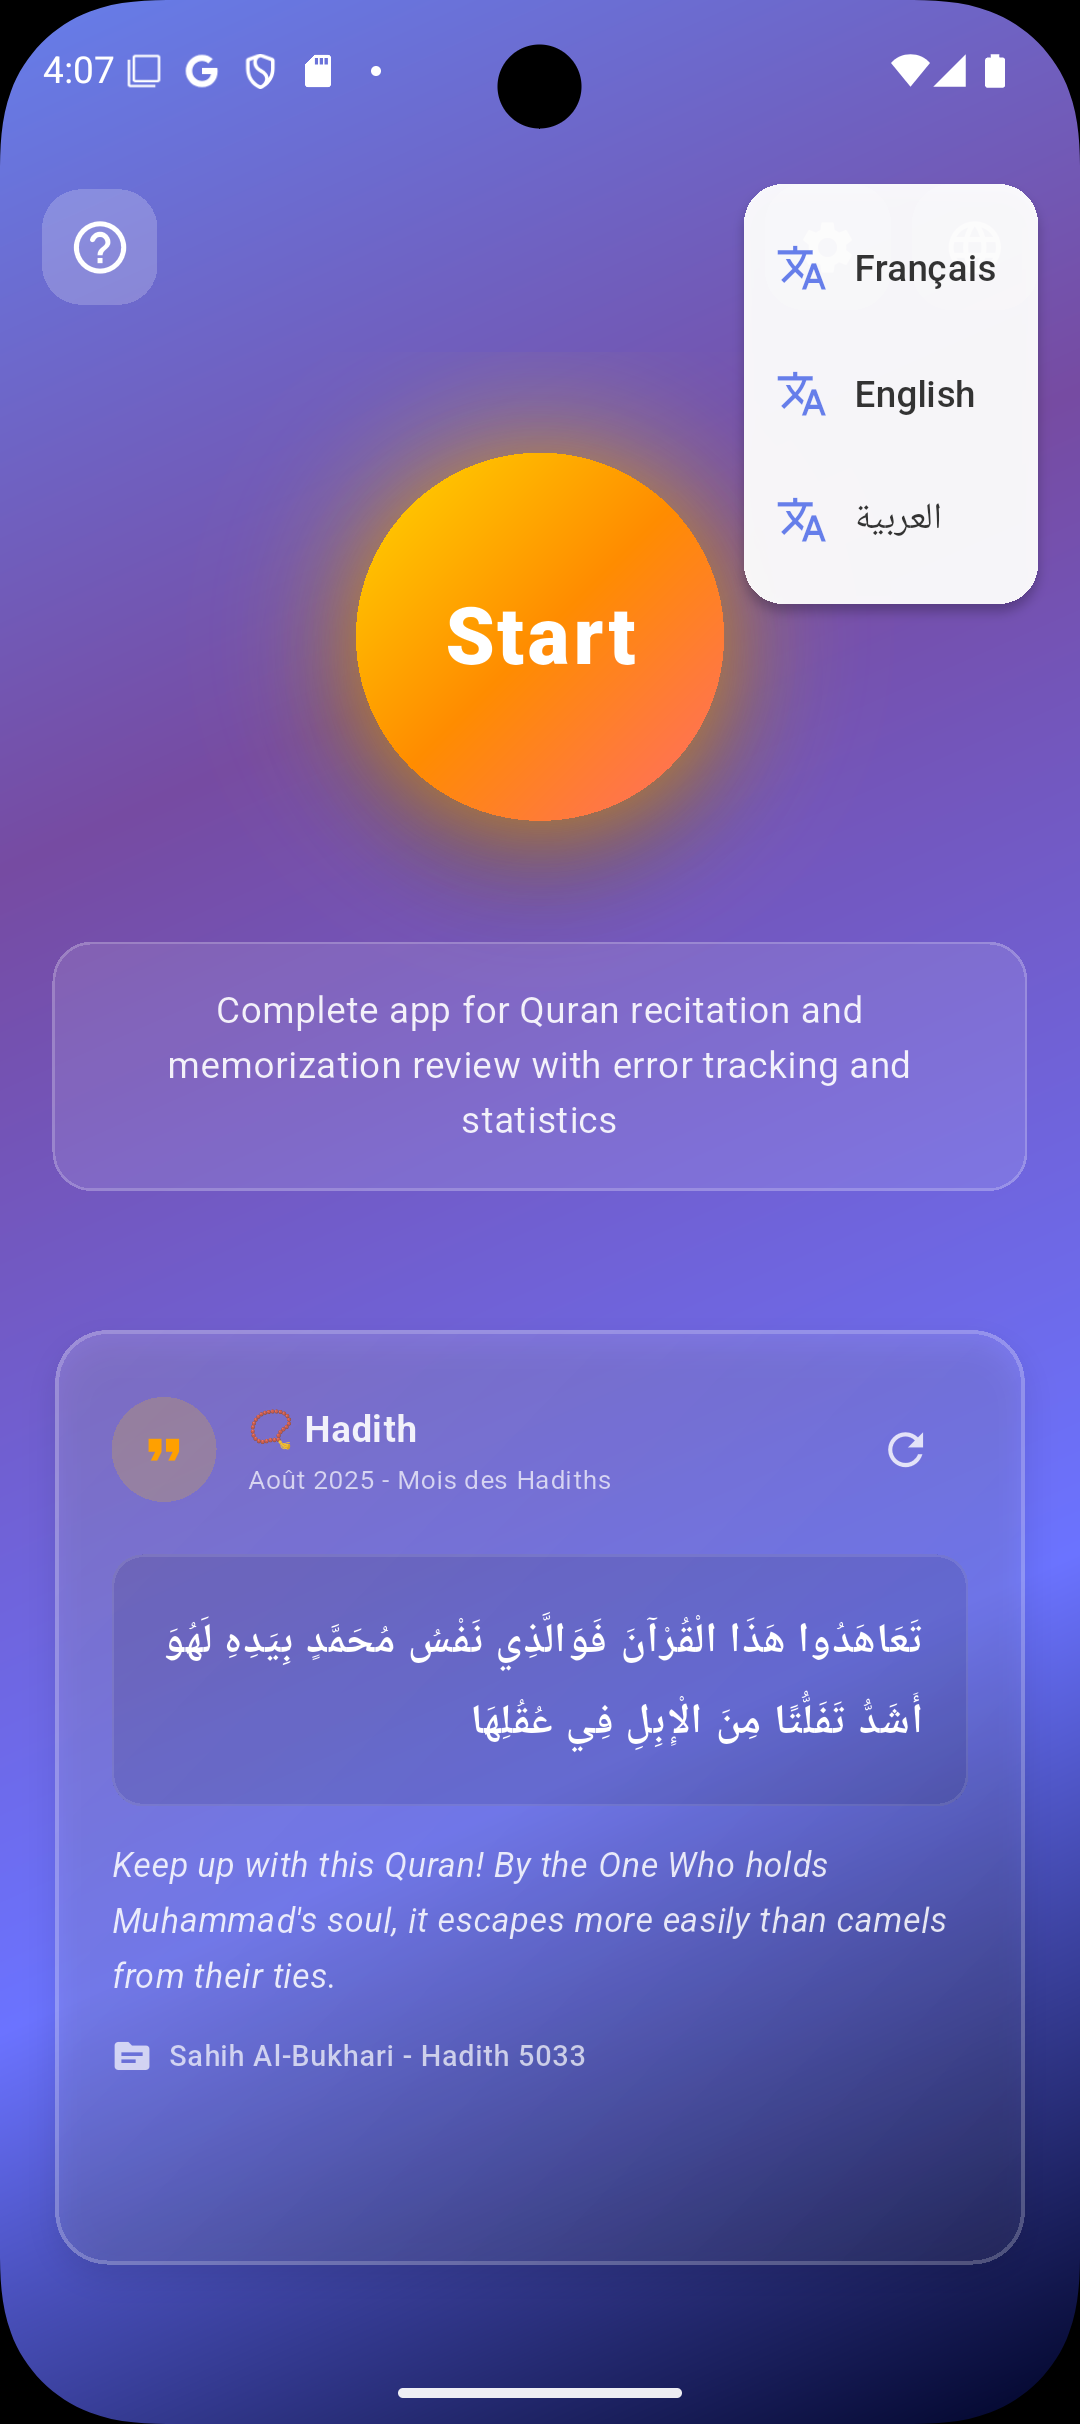 4:07
Français
English
العربية
Start
Complete app for Quran recitation and
memorization review with error tracking and
statistics
Hadith
Août 2025 - Mois des Hadiths
تَعَاهَدُوا هَذَا الْقُرْآنَ فَوَالَّذِي نَفْسُ مُحَمَّدٍ بِيَدِهِ لَهُوَ
أَشَدُّ تَفَلُّتًا مِنَ الْإِبِلِ فِي عُقُلِهَا
Keep up with this Quran! By the One Who holds
Muhammad's soul, it escapes more easily than camels
from their ties.
Sahih Al-Bukhari - Hadith 5033